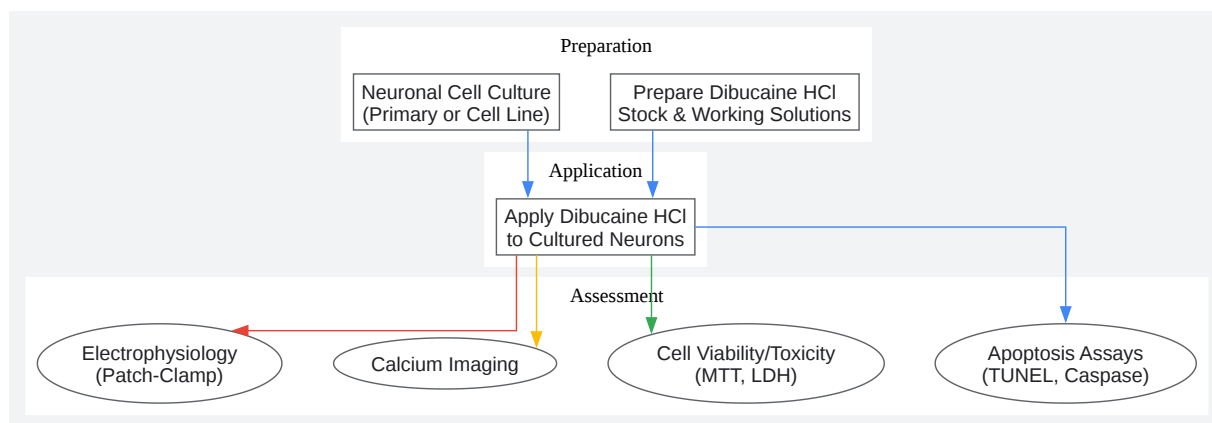 Preparation
Neuronal Cell Culture
(Primary or Cell Line)
Prepare Dibucaine HCl
Stock & Working Solutions
Application
Apply Dibucaine HCl
to Cultured Neurons
Assessment
Electrophysiology
(Patch-Clamp)
Calcium Imaging
Cell Viability/Toxicity
(MTT, LDH)
Apoptosis Assays
(TUNEL, Caspase)